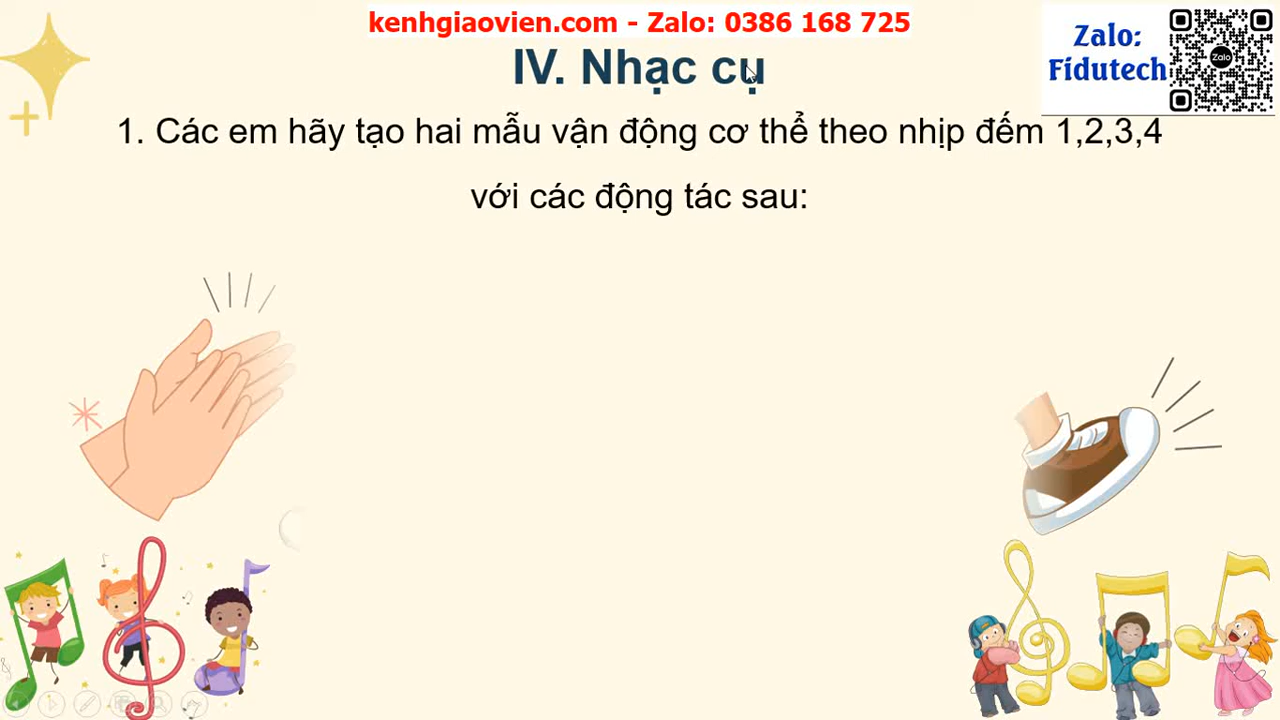 kenhgiaovien.com - Zalo: 0386 168 725
Zalo:
Fidutech
Zalo
IV. Nhạc cụ
1. Các em hãy tạo hai mẫu vận động cơ thể theo nhịp đếm 1,2,3,4
với các động tác sau: